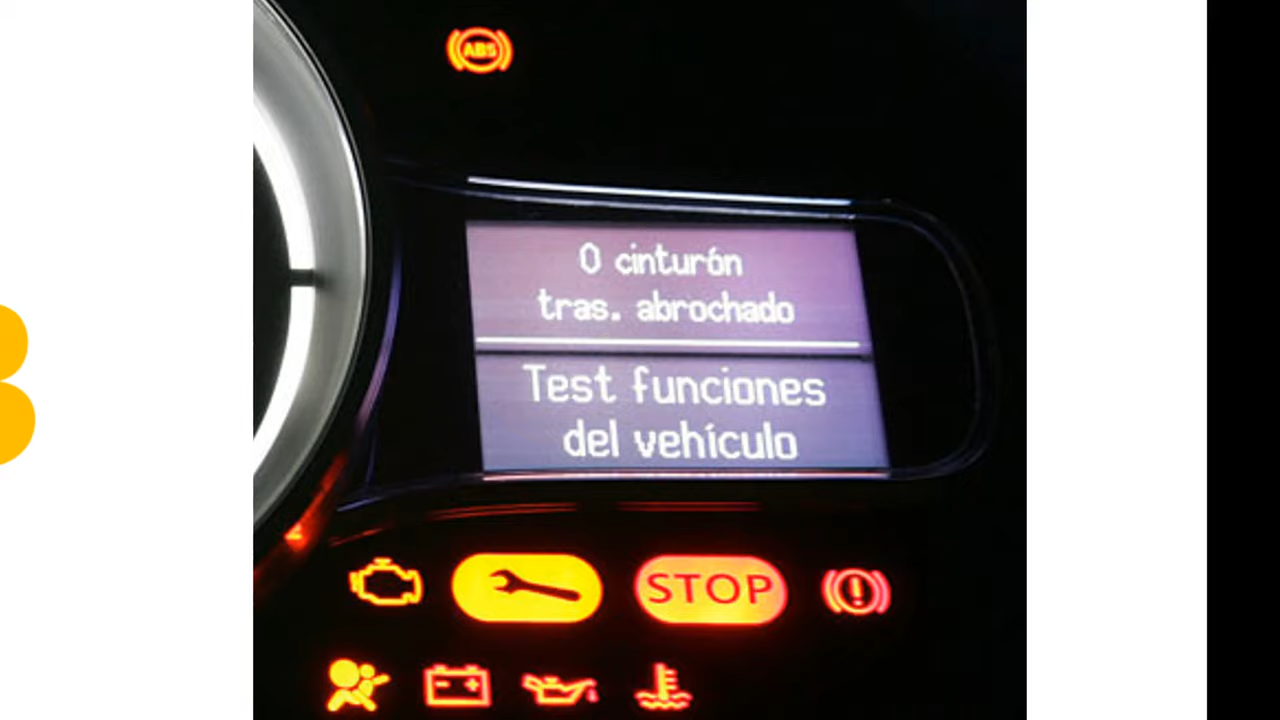 ABS
0 cinturón
tras. abrochado
Test funciones
del vehículo
STOP